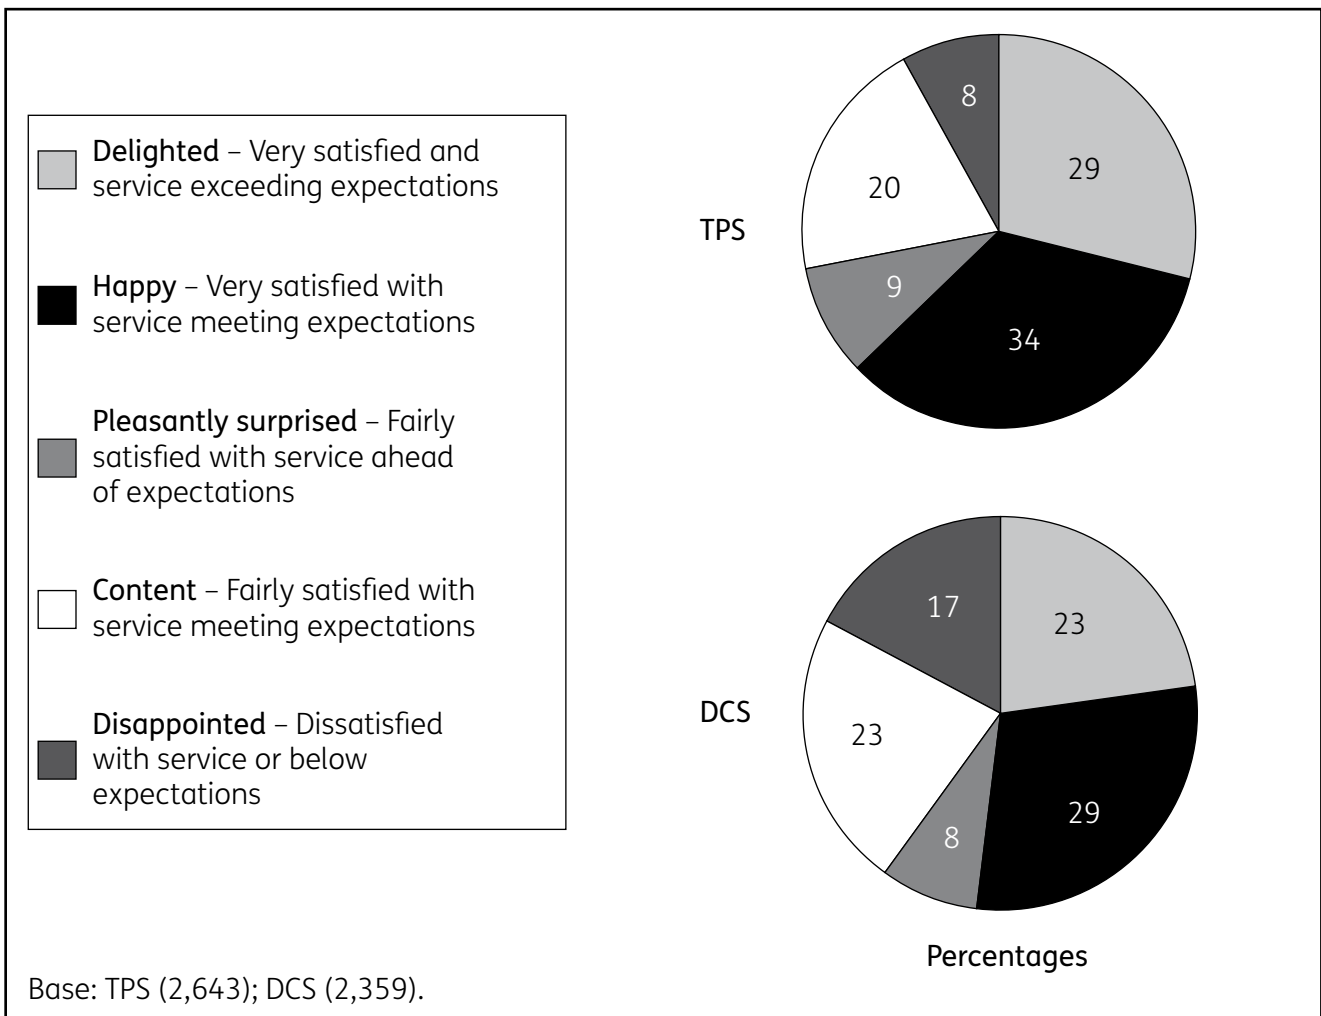 Delighted – Very satisfied and
service exceeding expectations
Happy – Very satisfied with
service meeting expectations
Pleasantly surprised – Fairly
satisfied with service ahead
of expectations
Content – Fairly satisfied with
service meeting expectations
Disappointed – Dissatisfied
with service or below
expectations
TPS
8
29
20
9
34
DCS
17
23
23
29
8
Percentages
Base: TPS (2,643); DCS (2,359).